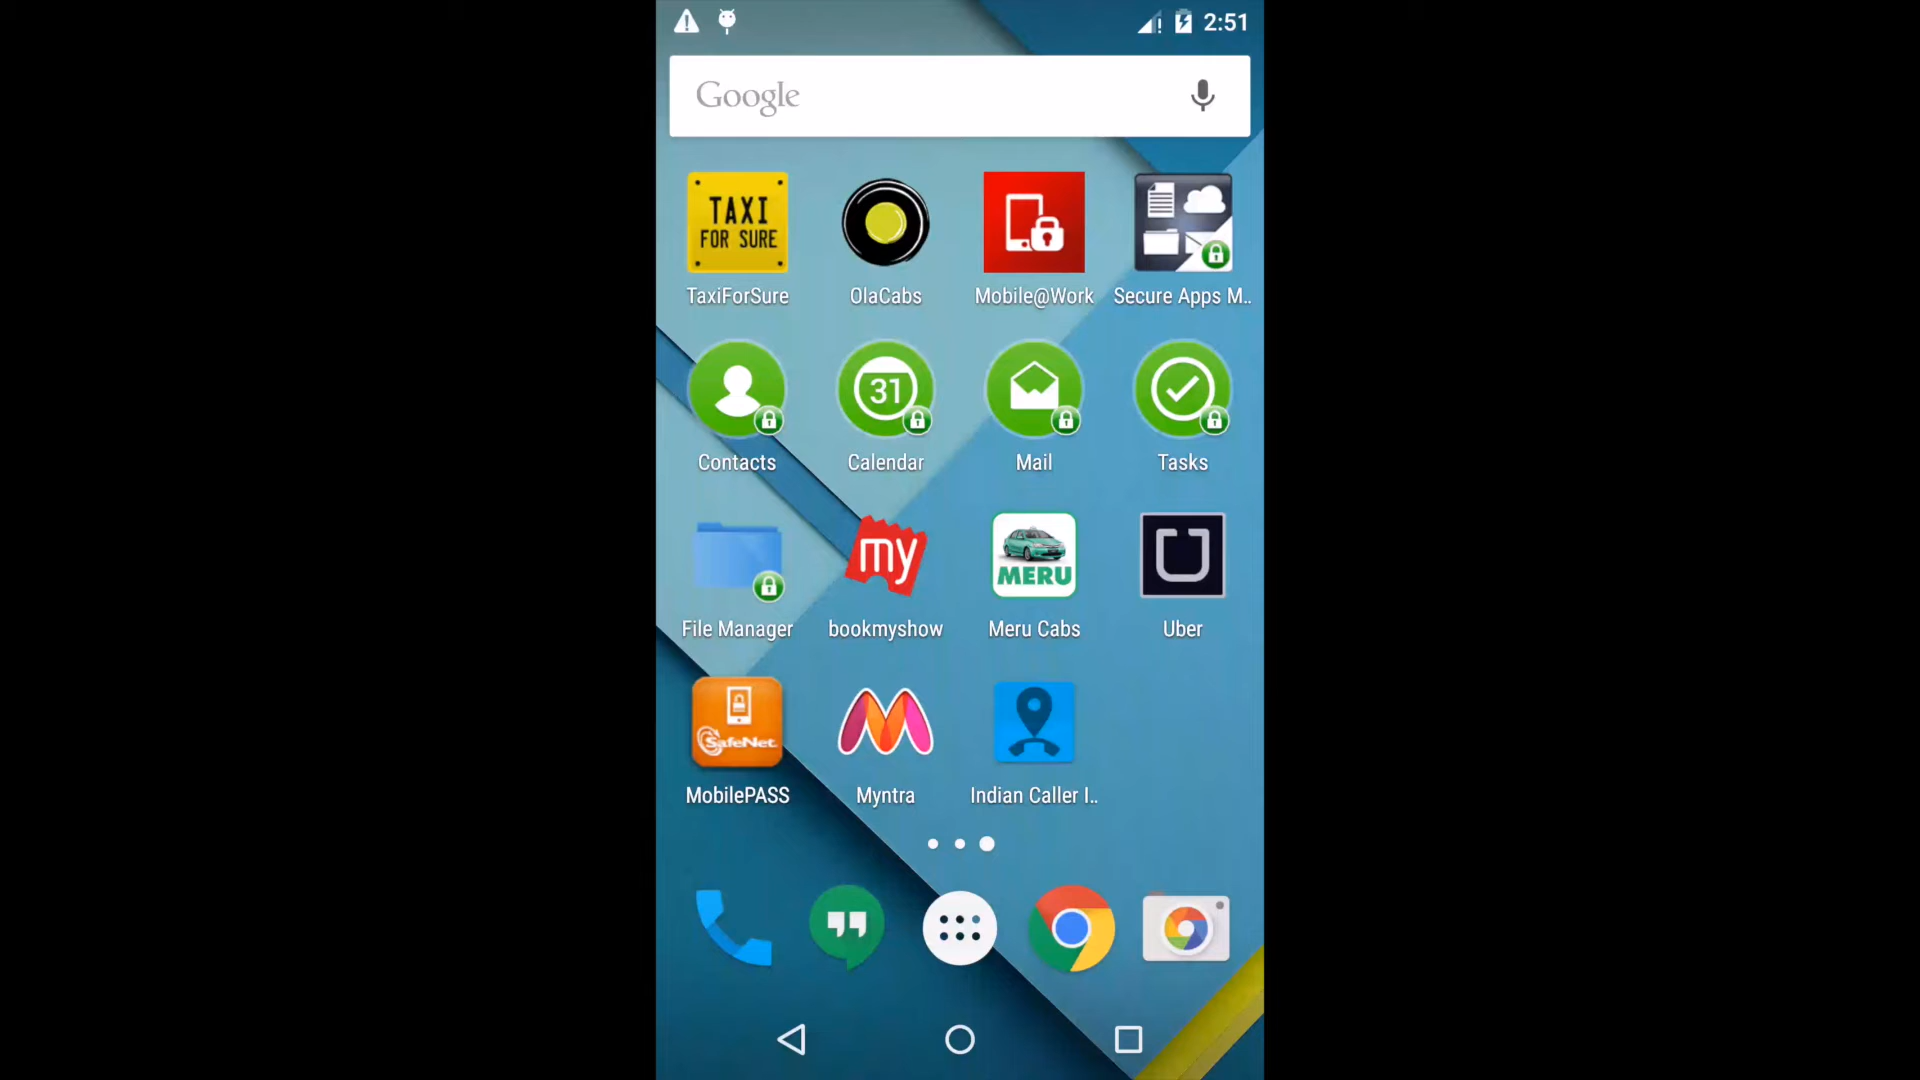 2:51
Google
TAXI
FOR SURE
TaxiForSure
OlaCabs
Mobile@Work
Secure Apps M..
Contacts
31
Calendar
Mail
Tasks
File Manager
my
bookmyshow
MERU
Meru Cabs
Uber
SafeNet
MobilePASS
Myntra
Indian Caller I..